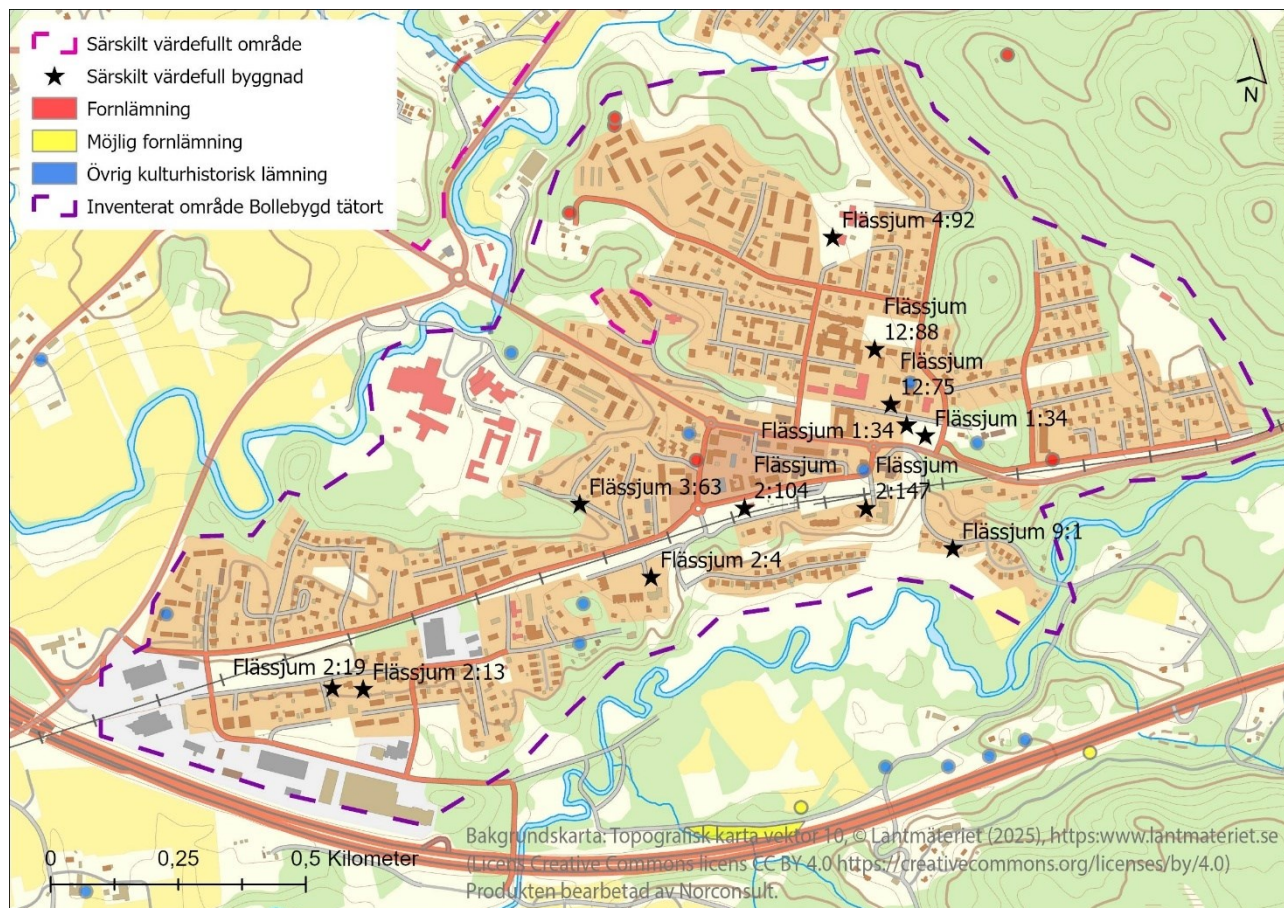 Särskilt värdefullt område
Särskilt värdefull byggnad
Fornlämning
Möjlig fornlämning
Övrig kulturhistorisk lämning
Inventerat område Bollebygd tätort
N
Flässjum 4:92
Flässjum
12:88
Flässjum
12:75
Flässjum 1:34
Flässjum 1:34
Flässjum 3:63
Flässjum
2:104
Flässjum
2:147
Flässjum 9:1
Flässjum 2:4
Flässjum 2:19
Flässjum 2:13
0 0,25 0,5 Kilometer
Bakgrundskarta: Topografisk karta vektor 10, © Lantmäteriet (2025), https:www.lantmateriet.se
(Licens Creative Commons licens CC BY 4.0 https://creativecommons.org/licenses/by/4.0)
Produkten bearbetad av Norconsult.